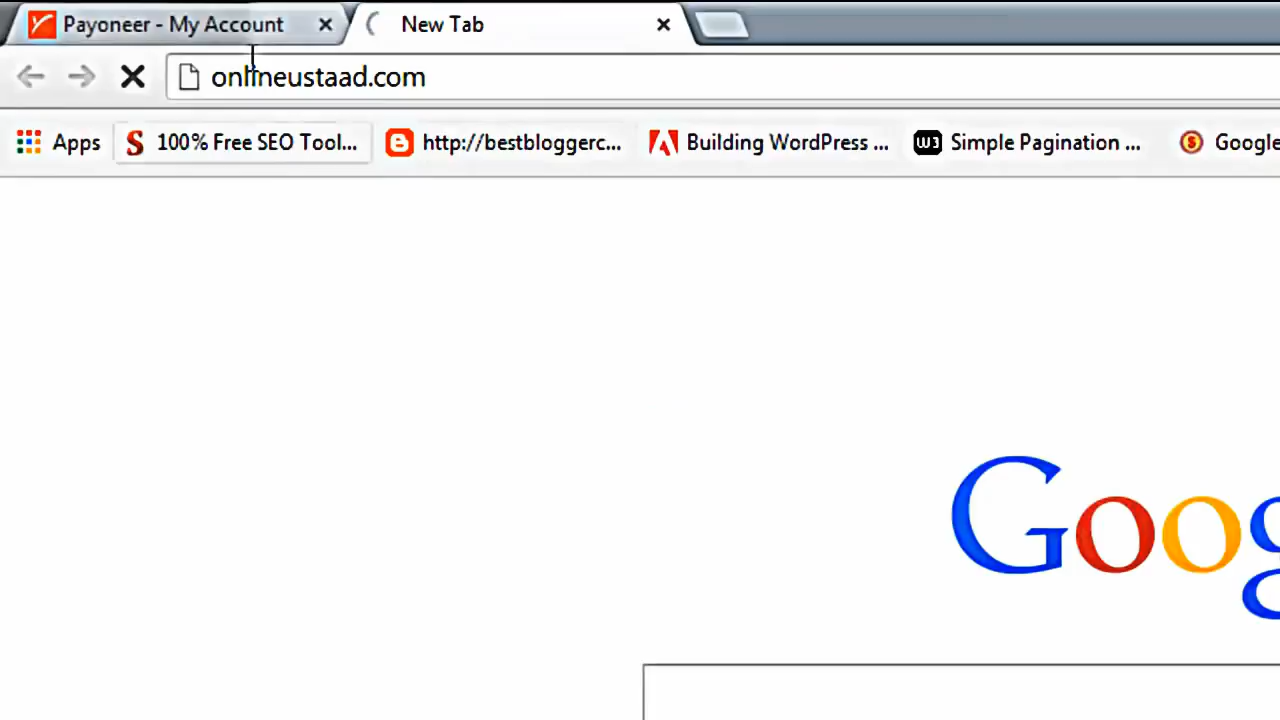 Payoneer - My Account New Tab
onlineustaad.com
Apps 100% Free SEO Tool... http://bestbloggerc... Building WordPress ... W3 Simple Pagination ... Google
Goog